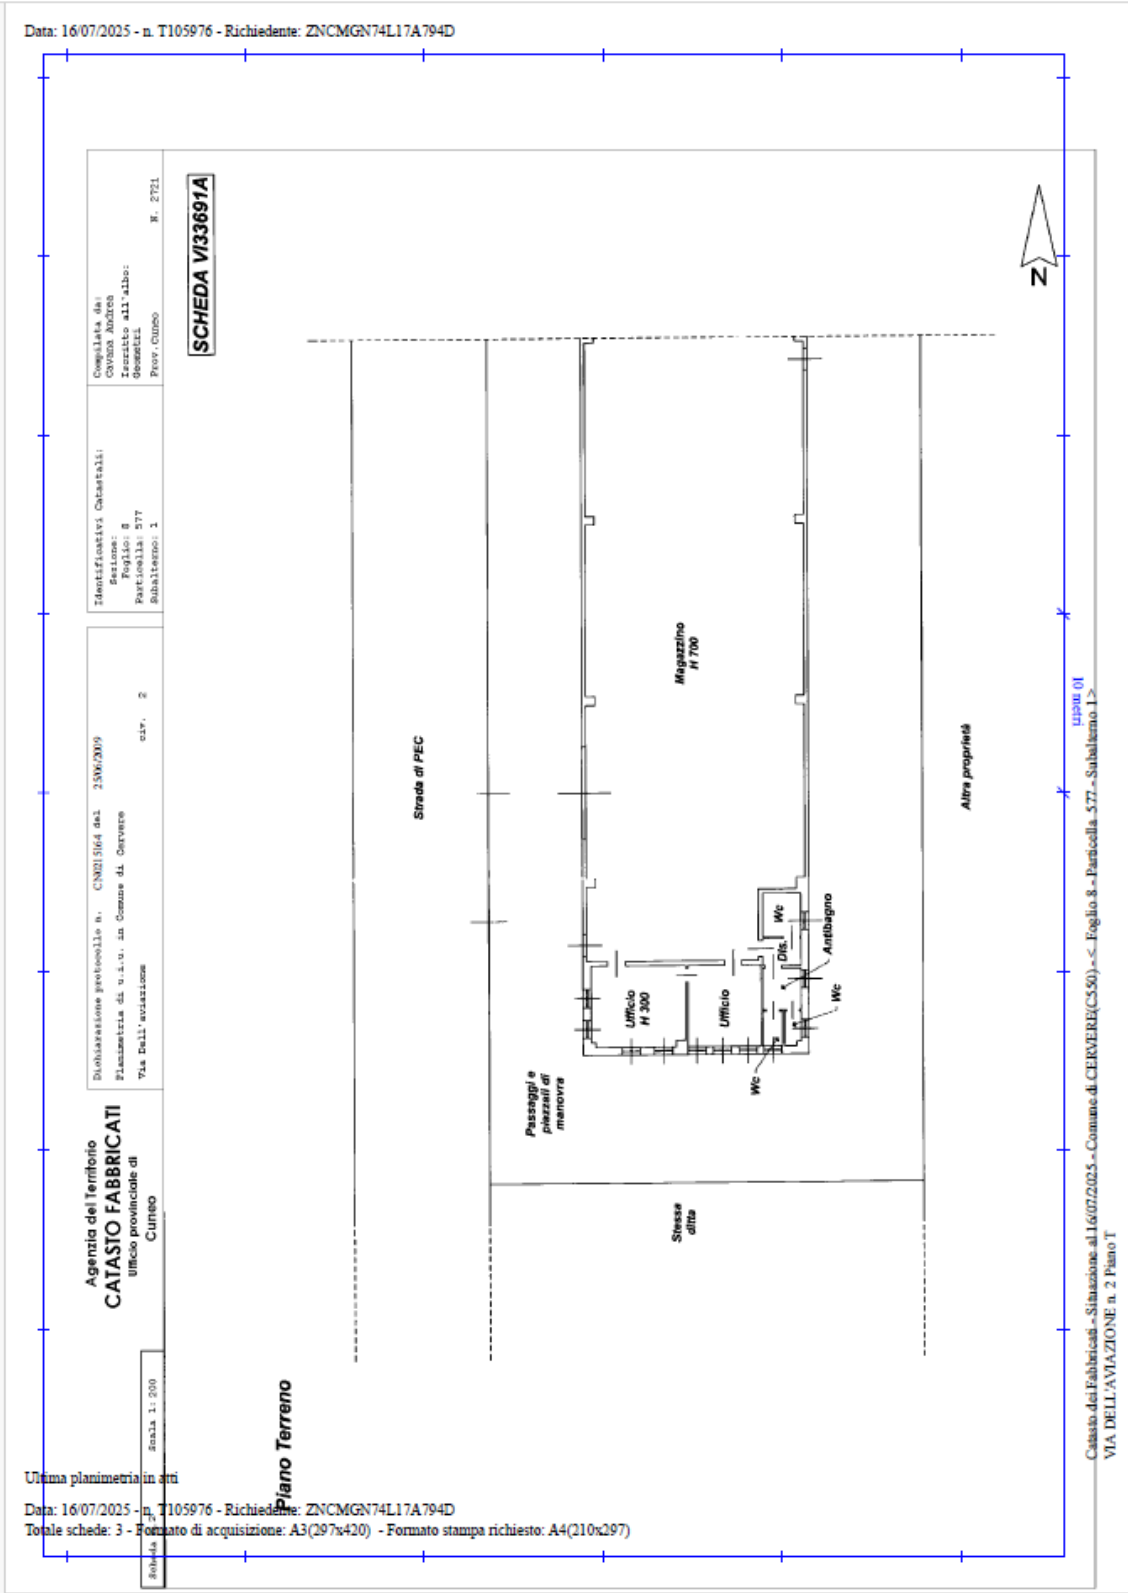 Data: 16/07/2025 - n. T105976 - Richiedente: ZNCMGN74L17A794D
Agenzia del Territorio
CATASTO FABBRICATI
Ufficio provinciale di
Cuneo
Dichiarazione protocollo n. CN0215164 del 25/06/2009
Planimetria di u.i.u. in Comune di Cervere
Via Dell'aviazione civ. 2
Identificativi Catastali:
Sezione:
Foglio: 8
Particella: 577
Subalterno: 1
Compilata da:
Cavana Andrea
Iscritto all'albo:
Geometri
Prov. Cuneo N. 2721
Scheda 2 Scala 1:200
SCHEDA VI33691A
Piano Terreno
N
Strada di PEC
Passaggi e
piazzali di
manovra
Magazzino
H 700
Ufficio
H 300
Ufficio
Wc
Dis.
Antibagno
Wc
Wc
Stessa
ditta
Altra proprietà
10 metri
Catasto dei Fabbricati - Situazione al 16/07/2025 - Comune di CERVERE(C550) - < Foglio 8 - Particella 577 - Subalterno 1 >
VIA DELL'AVIAZIONE n. 2 Piano T
Ultima planimetria in atti
Data: 16/07/2025 - n. T105976 - Richiedente: ZNCMGN74L17A794D
Totale schede: 3 - Formato di acquisizione: A3(297x420) - Formato stampa richiesto: A4(210x297)